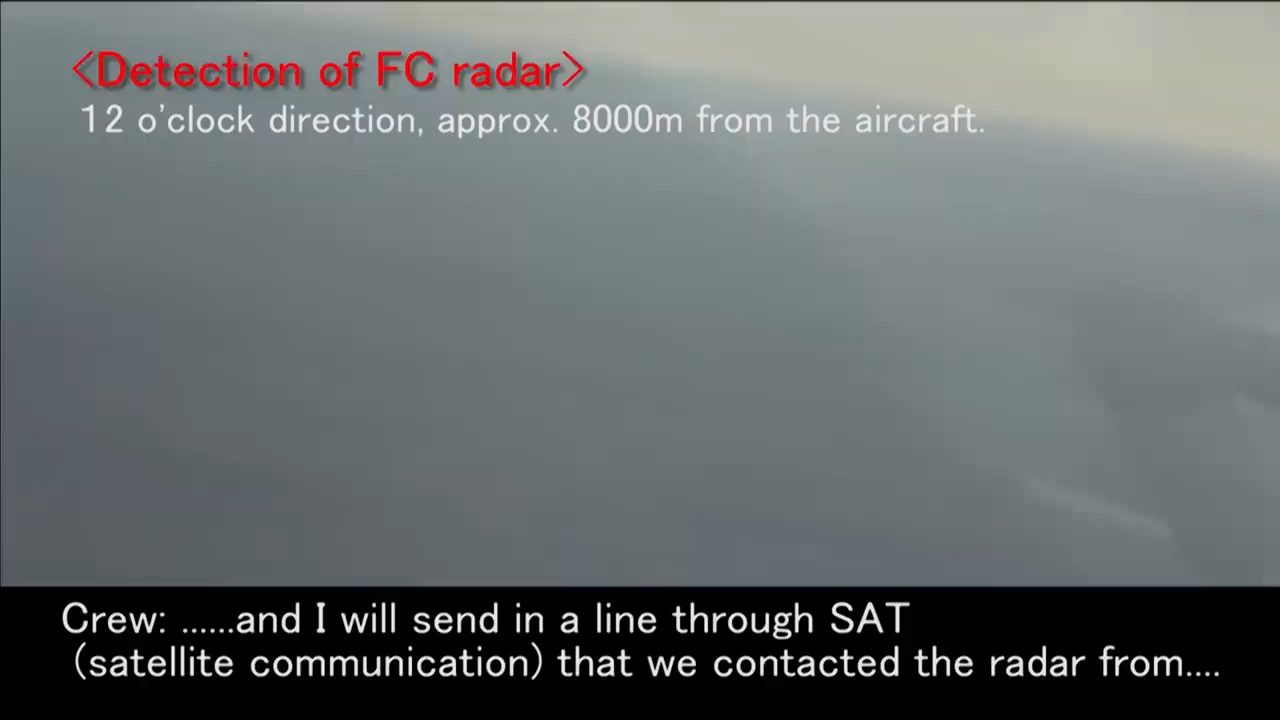 <Detection of FC radar>
12 o'clock direction, approx. 8000m from the aircraft.
Crew: ......and I will send in a line through SAT
(satellite communication) that we contacted the radar from....